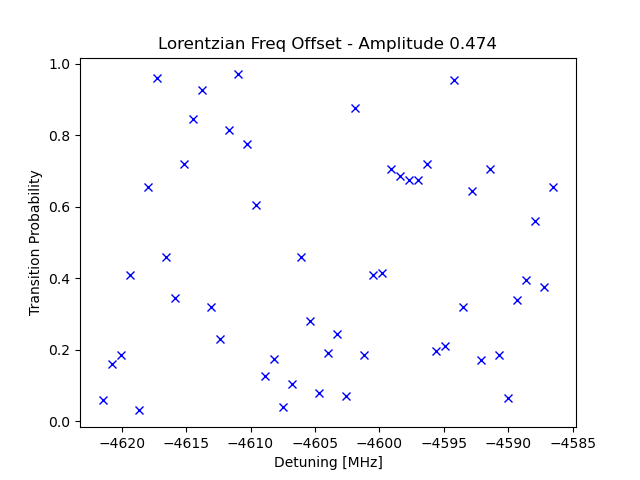 Lorentzian Freq Offset - Amplitude 0.474
Transition Probability
1.0
0.8
0.6
0.4
0.2
0.0
−4620 −4615 −4610 −4605 −4600 −4595 −4590 −4585
Detuning [MHz]